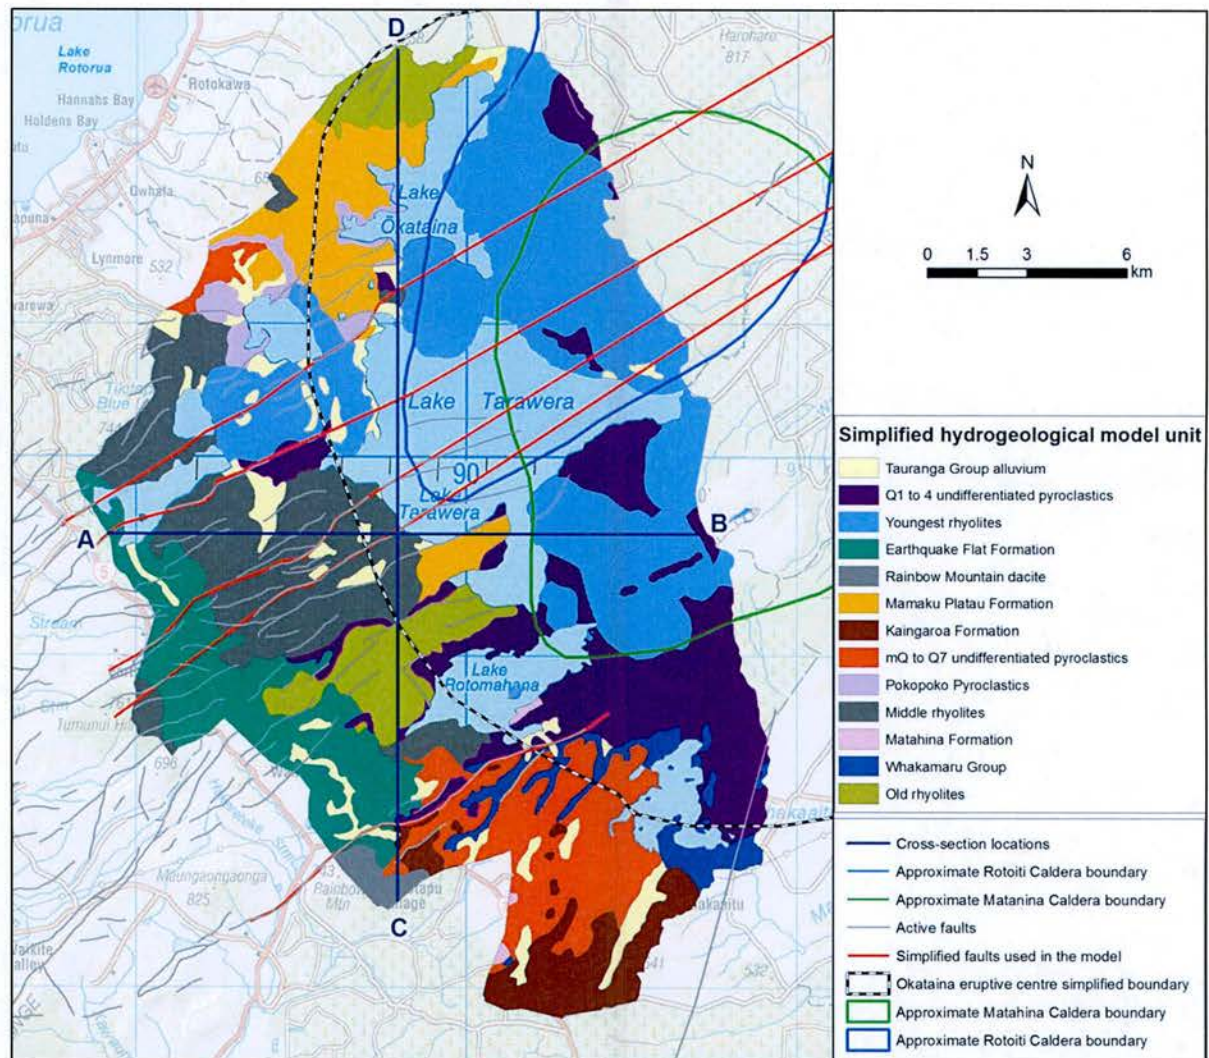 D
orua
Lake
Rotorua
Rotokawa
Hannahs Bay
Holdens Bay
Owhata
Lynmore
532
Haroharo
817
Lake
Ōkataina
Lake Tarawera
90
Lake
Tarawera
A
B
5
Stream
Lake
Rotomahana
761
696
Maungaongaonga
825
Rainbow
Mtn
C
532
N
0 1.5 3 6
km
Simplified hydrogeological model unit
Tauranga Group alluvium
Q1 to 4 undifferentiated pyroclastics
Youngest rhyolites
Earthquake Flat Formation
Rainbow Mountain dacite
Mamaku Platau Formation
Kaingaroa Formation
mQ to Q7 undifferentiated pyroclastics
Pokopoko Pyroclastics
Middle rhyolites
Matahina Formation
Whakamaru Group
Old rhyolites
Cross-section locations
Approximate Rotoiti Caldera boundary
Approximate Matanina Caldera boundary
Active faults
Simplified faults used in the model
Okataina eruptive centre simplified boundary
Approximate Matahina Caldera boundary
Approximate Rotoiti Caldera boundary